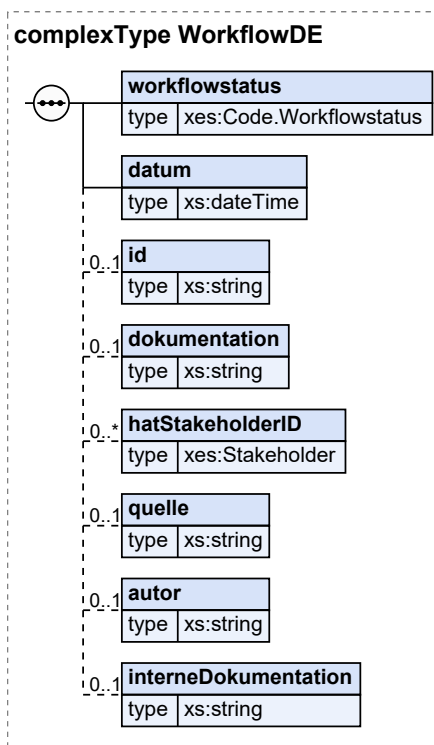 complexType WorkflowDE
workflowstatus
type xes:Code.Workflowstatus
datum
type xs:dateTime
0..1 id
type xs:string
0..1 dokumentation
type xs:string
0..* hatStakeholderID
type xes:Stakeholder
0..1 quelle
type xs:string
0..1 autor
type xs:string
0..1 interneDokumentation
type xs:string